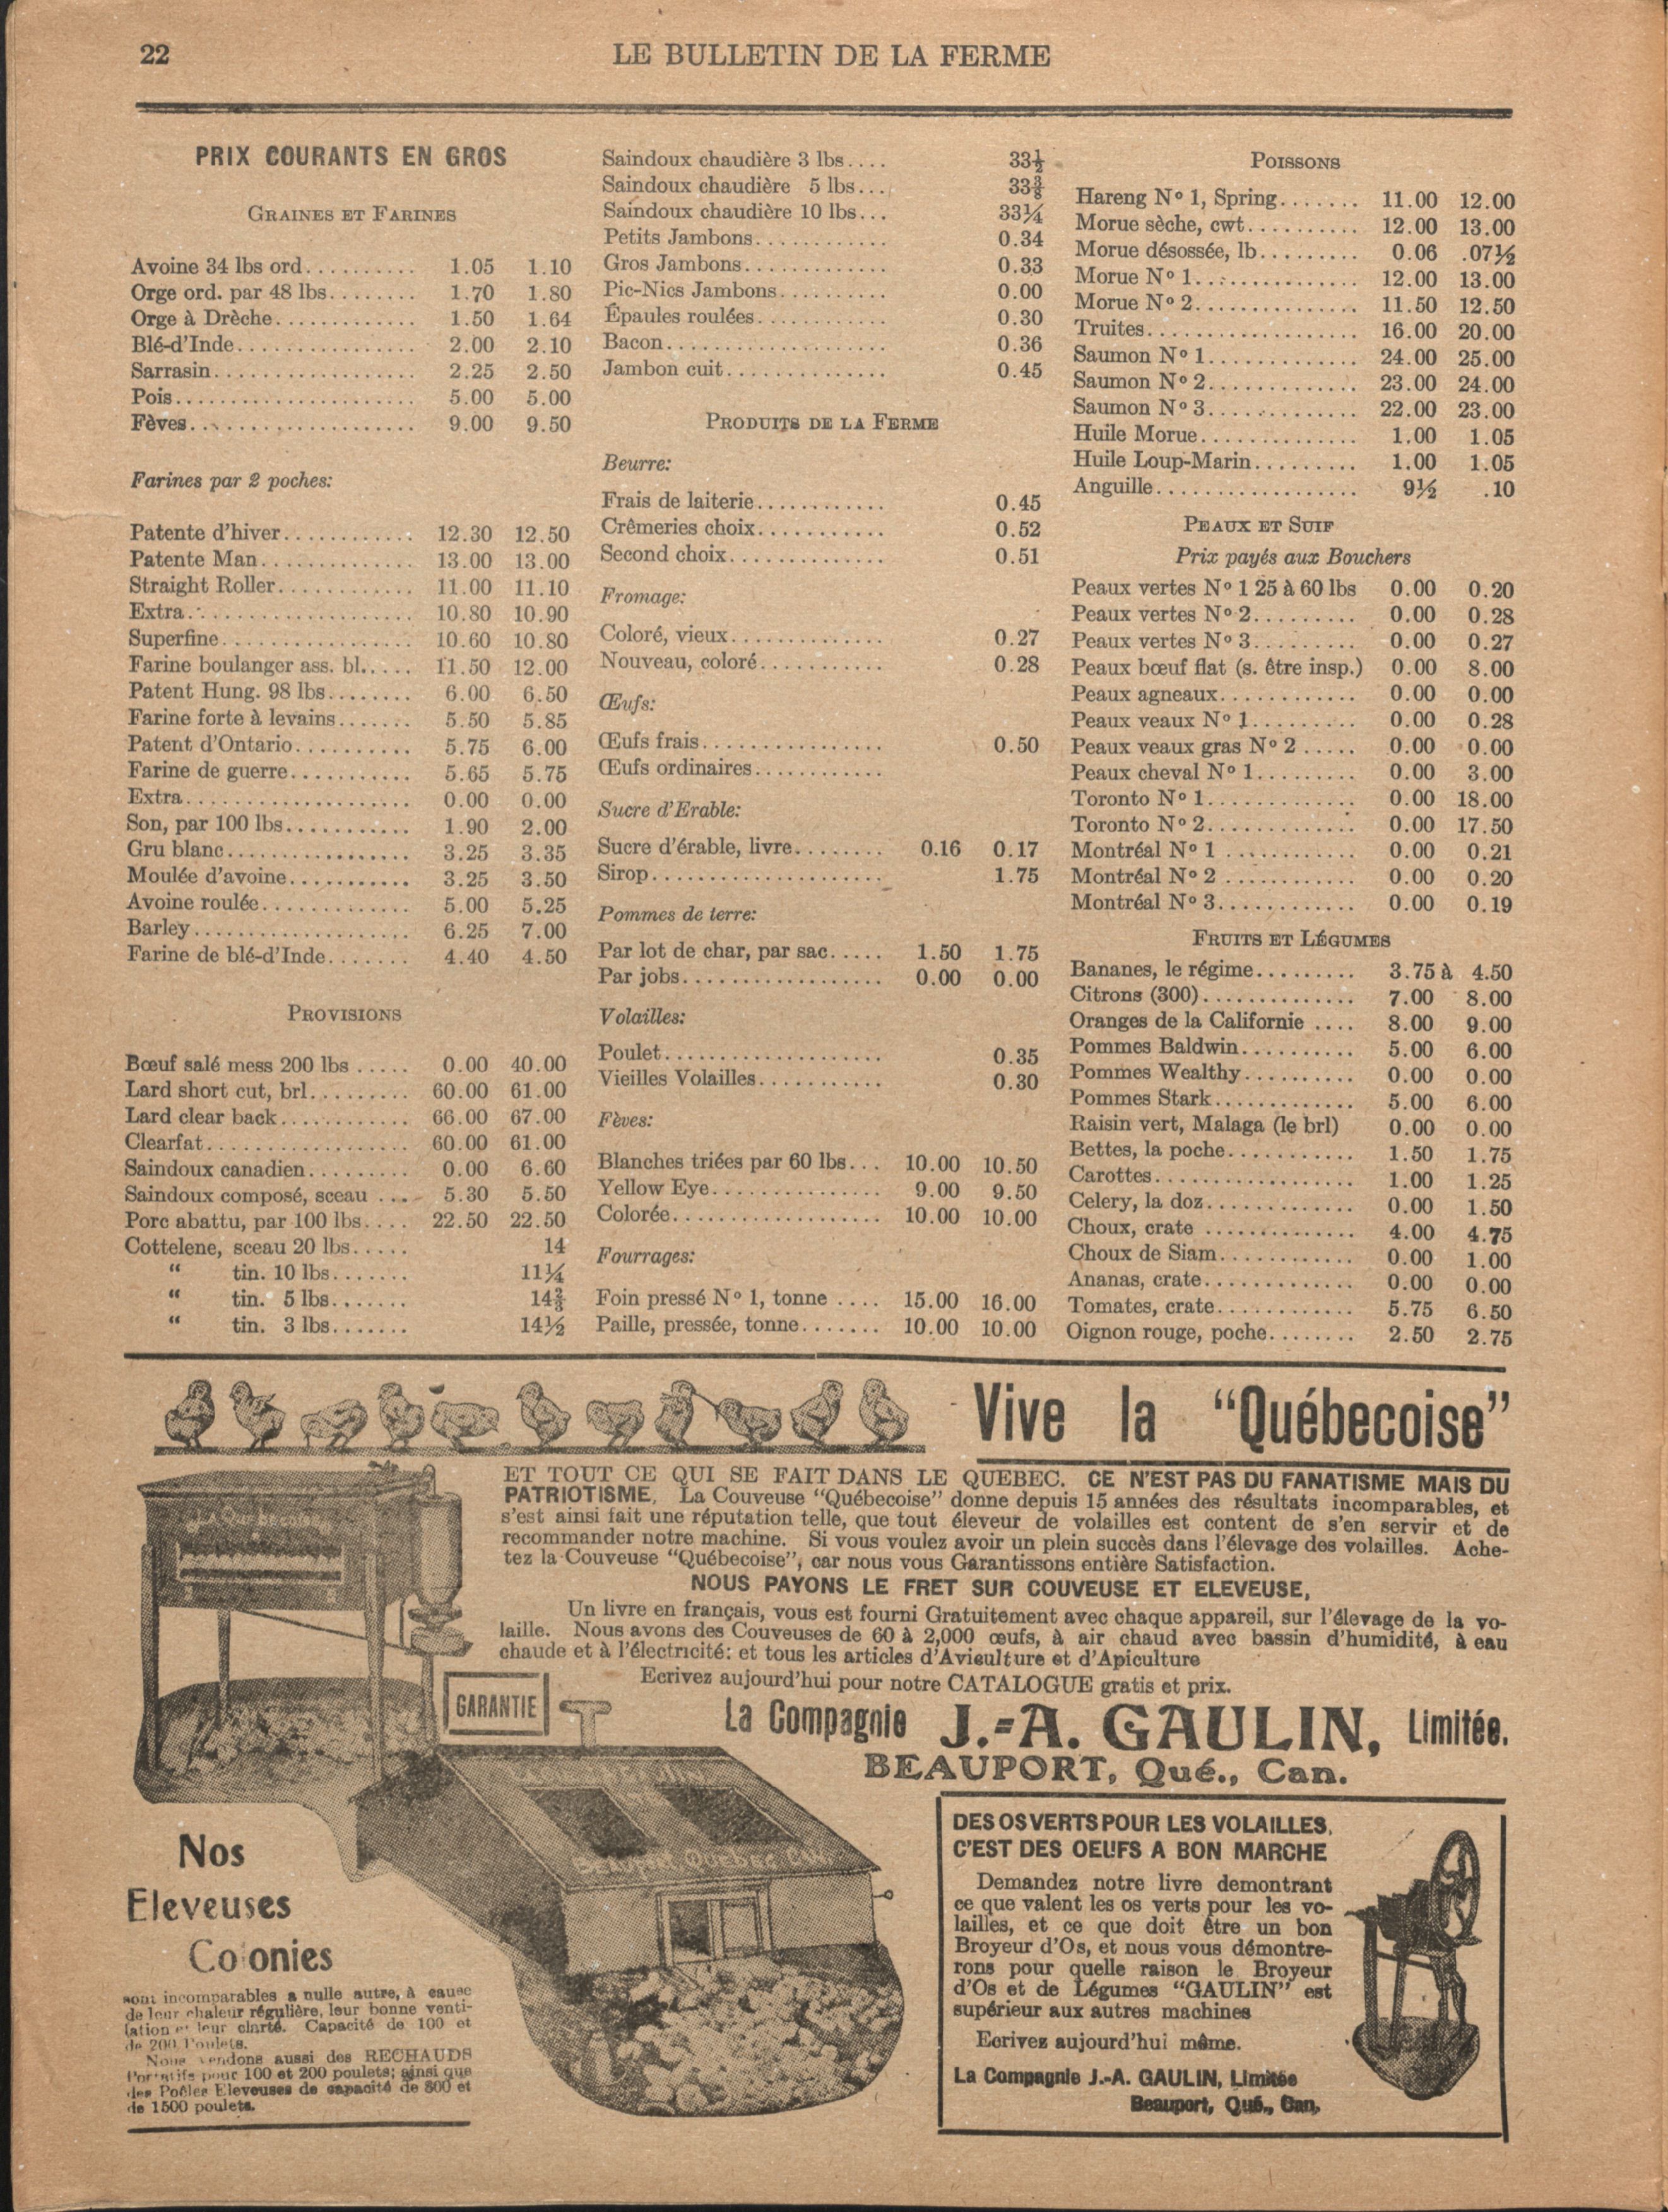 22
LE BULLETIN DE LA FERME
PRIX COURANTS EN GROS
GRAINES ET FARINES
Avoine 34 lbs ord.......... 1.05 1.10
Orge ord. par 48 lbs........ 1.70 1.80
Orge à Drèche............. 1.50 1.64
Blé-d'Inde................. 2.00 2.10
Sarrasin................... 2.25 2.50
Pois....................... 5.00 5.00
Fèves..................... 9.00 9.50
Farines par 2 poches:
Patente d'hiver............ 12.30 12.50
Patente Man.............. 13.00 13.00
Straight Roller............ 11.00 11.10
Extra..................... 10.80 10.90
Superfine.................. 10.60 10.80
Farine boulanger ass. bl..... 11.50 12.00
Patent Hung. 98 lbs........ 6.00 6.50
Farine forte à levains....... 5.50 5.85
Patent d'Ontario.......... 5.75 6.00
Farine de guerre........... 5.65 5.75
Extra..................... 0.00 0.00
Son, par 100 lbs........... 1.90 2.00
Gru blanc................. 3.25 3.35
Moulée d'avoine........... 3.25 3.50
Avoine roulée............. 5.00 5.25
Barley.................... 6.25 7.00
Farine de blé-d'Inde....... 4.40 4.50
PROVISIONS
Bœuf salé mess 200 lbs ..... 0.00 40.00
Lard short cut, brl......... 60.00 61.00
Lard clear back............ 66.00 67.00
Clearfat................... 60.00 61.00
Saindoux canadien......... 0.00 6.60
Saindoux composé, sceau .... 5.30 5.50
Porc abattu, par 100 lbs.... 22.50 22.50
Cottelene, sceau 20 lbs..... 14
" tin. 10 lbs....... 11¼
" tin. 5 lbs....... 14⅔
" tin. 3 lbs....... 14½
Saindoux chaudière 3 lbs.... 33½
Saindoux chaudière 5 lbs... 33⅜
Saindoux chaudière 10 lbs... 33¼
Petits Jambons............ 0.34
Gros Jambons............. 0.33
Pic-Nics Jambons.......... 0.00
Épaules roulées............ 0.30
Bacon.................... 0.36
Jambon cuit.............. 0.45
PRODUITS DE LA FERME
Beurre:
Frais de laiterie............ 0.45
Crêmeries choix........... 0.52
Second choix.............. 0.51
Fromage:
Coloré, vieux.............. 0.27
Nouveau, coloré........... 0.28
Œufs:
Œufs frais................ 0.50
Œufs ordinaires............
Sucre d'Erable:
Sucre d'érable, livre........ 0.16 0.17
Sirop..................... 1.75
Pommes de terre:
Par lot de char, par sac..... 1.50 1.75
Par jobs.................. 0.00 0.00
Volailles:
Poulet.................... 0.35
Vieilles Volailles........... 0.30
Fèves:
Blanches triées par 60 lbs... 10.00 10.50
Yellow Eye............... 9.00 9.50
Colorée................... 10.00 10.00
Fourrages:
Foin pressé Nº 1, tonne .... 15.00 16.00
Paille, pressée, tonne....... 10.00 10.00
POISSONS
Hareng Nº 1, Spring....... 11.00 12.00
Morue sèche, cwt.......... 12.00 13.00
Morue désossée, lb......... 0.06 .07½
Morue Nº 1............... 12.00 13.00
Morue Nº 2............... 11.50 12.50
Truites................... 16.00 20.00
Saumon Nº 1............. 24.00 25.00
Saumon Nº 2............. 23.00 24.00
Saumon Nº 3............. 22.00 23.00
Huile Morue.............. 1.00 1.05
Huile Loup-Marin......... 1.00 1.05
Anguille.................. 9½ .10
PEAUX ET SUIF
Prix payés aux Bouchers
Peaux vertes Nº 1 25 à 60 lbs 0.00 0.20
Peaux vertes Nº 2......... 0.00 0.28
Peaux vertes Nº 3......... 0.00 0.27
Peaux bœuf flat (s. être insp.) 0.00 8.00
Peaux agneaux............ 0.00 0.00
Peaux veaux Nº 1......... 0.00 0.28
Peaux veaux gras Nº 2 ..... 0.00 0.00
Peaux cheval Nº 1......... 0.00 3.00
Toronto Nº 1............. 0.00 18.00
Toronto Nº 2............. 0.00 17.50
Montréal Nº 1 ............ 0.00 0.21
Montréal Nº 2 ............ 0.00 0.20
Montréal Nº 3............ 0.00 0.19
FRUITS ET LÉGUMES
Bananes, le régime......... 3.75 à 4.50
Citrons (300).............. 7.00 8.00
Oranges de la Californie .... 8.00 9.00
Pommes Baldwin.......... 5.00 6.00
Pommes Wealthy.......... 0.00 0.00
Pommes Stark............. 5.00 6.00
Raisin vert, Malaga (le brl) 0.00 0.00
Bettes, la poche........... 1.50 1.75
Carottes.................. 1.00 1.25
Celery, la doz............. 0.00 1.50
Choux, crate .............. 4.00 4.75
Choux de Siam............ 0.00 1.00
Ananas, crate............. 0.00 0.00
Tomates, crate............ 5.75 6.50
Oignon rouge, poche........ 2.50 2.75
Vive la "Québecoise"
ET TOUT CE QUI SE FAIT DANS LE QUEBEC. CE N'EST PAS DU FANATISME MAIS DU
PATRIOTISME, La Couveuse "Québecoise" donne depuis 15 années des résultats incomparables, et
s'est ainsi fait une réputation telle, que tout éleveur de volailles est content de s'en servir et de
recommander notre machine. Si vous voulez avoir un plein succès dans l'élevage des volailles. Ache-
tez la Couveuse "Québecoise", car nous vous Garantissons entière Satisfaction.
NOUS PAYONS LE FRET SUR COUVEUSE ET ELEVEUSE,
Un livre en français, vous est fourni Gratuitement avec chaque appareil, sur l'élevage de la vo-
laille. Nous avons des Couveuses de 60 à 2,000 œufs, à air chaud avec bassin d'humidité, à eau
chaude et à l'électricité: et tous les articles d'Aviculture et d'Apiculture
Ecrivez aujourd'hui pour notre CATALOGUE gratis et prix.
La Québecoise
GARANTIE
La Compagnie J.-A. GAULIN, Limitée.
BEAUPORT, Qué., Can.
BEAUPORT QUEBEC CAN.
Nos
Eleveuses
Colonies
sont incomparables a nulle autre, à cause
de leur chaleur régulière, leur bonne venti-
lation et leur clarté. Capacité de 100 et
de 200 Poulets.
Nous vendons aussi des RECHAUDS
Portatifs pour 100 et 200 poulets; ainsi que
des Poêles Eleveuses de capacité de 800 et
de 1500 poulets.
DES OS VERTS POUR LES VOLAILLES,
C'EST DES OEUFS A BON MARCHE
Demandez notre livre demontrant
ce que valent les os verts pour les vo-
lailles, et ce que doit être un bon
Broyeur d'Os, et nous vous démontre-
rons pour quelle raison le Broyeur
d'Os et de Légumes "GAULIN" est
supérieur aux autres machines
Ecrivez aujourd'hui même.
La Compagnie J.-A. GAULIN, Limitée
Beauport, Qué., Can.